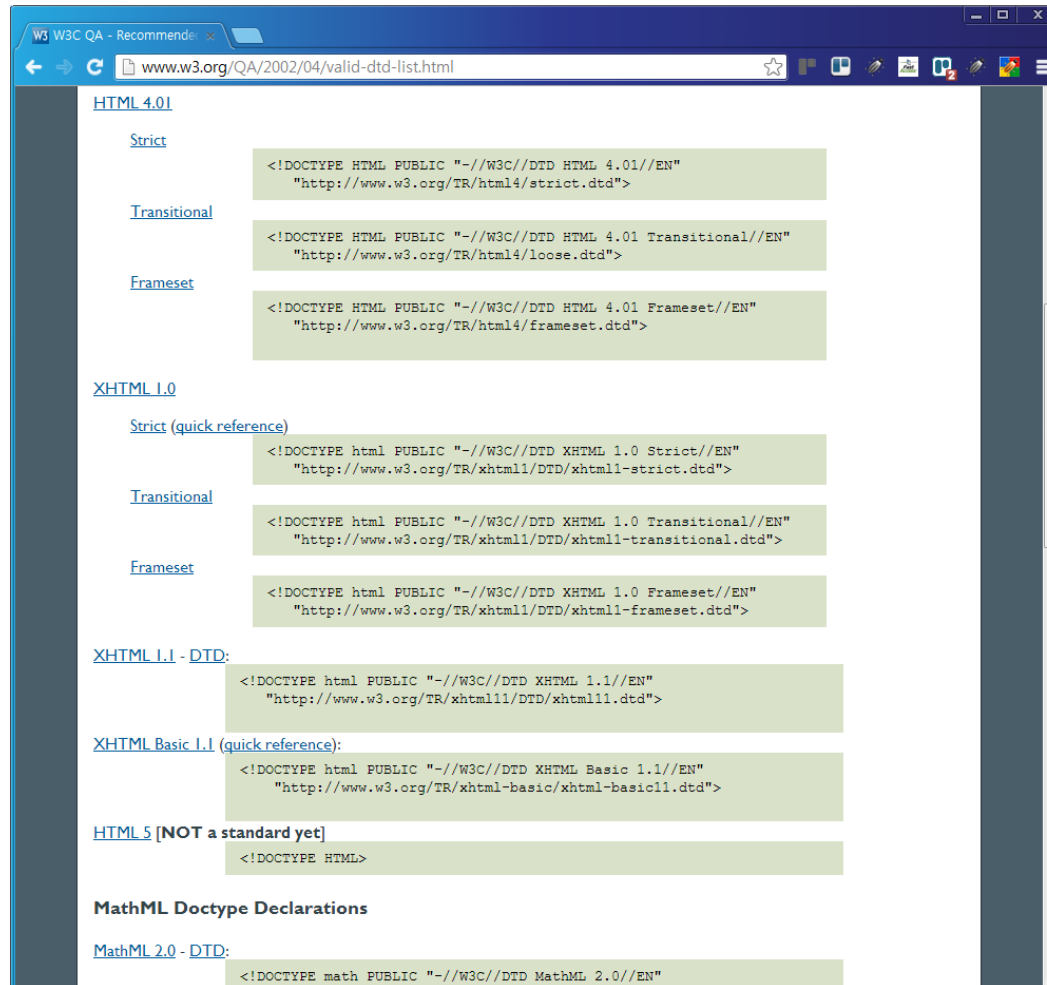 W3C QA - Recommende
www.w3.org/QA/2002/04/valid-dtd-list.html
2
HTML 4.01
Strict
<!DOCTYPE HTML PUBLIC "-//W3C//DTD HTML 4.01//EN"
"http://www.w3.org/TR/html4/strict.dtd">
Transitional
<!DOCTYPE HTML PUBLIC "-//W3C//DTD HTML 4.01 Transitional//EN"
"http://www.w3.org/TR/html4/loose.dtd">
Frameset
<!DOCTYPE HTML PUBLIC "-//W3C//DTD HTML 4.01 Frameset//EN"
"http://www.w3.org/TR/html4/frameset.dtd">
XHTML 1.0
Strict (quick reference)
<!DOCTYPE html PUBLIC "-//W3C//DTD XHTML 1.0 Strict//EN"
"http://www.w3.org/TR/xhtml1/DTD/xhtml1-strict.dtd">
Transitional
<!DOCTYPE html PUBLIC "-//W3C//DTD XHTML 1.0 Transitional//EN"
"http://www.w3.org/TR/xhtml1/DTD/xhtml1-transitional.dtd">
Frameset
<!DOCTYPE html PUBLIC "-//W3C//DTD XHTML 1.0 Frameset//EN"
"http://www.w3.org/TR/xhtml1/DTD/xhtml1-frameset.dtd">
XHTML 1.1 - DTD:
<!DOCTYPE html PUBLIC "-//W3C//DTD XHTML 1.1//EN"
"http://www.w3.org/TR/xhtml11/DTD/xhtml11.dtd">
XHTML Basic 1.1 (quick reference):
<!DOCTYPE html PUBLIC "-//W3C//DTD XHTML Basic 1.1//EN"
"http://www.w3.org/TR/xhtml-basic/xhtml-basic11.dtd">
HTML 5 [NOT a standard yet]
<!DOCTYPE HTML>
MathML Doctype Declarations
MathML 2.0 - DTD:
<!DOCTYPE math PUBLIC "-//W3C//DTD MathML 2.0//EN"